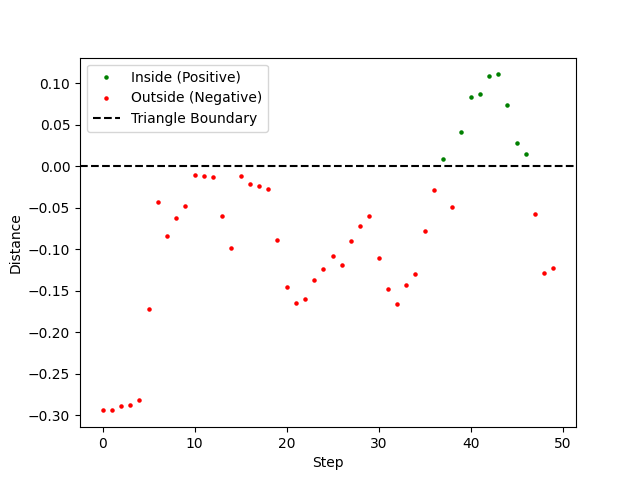 Inside (Positive)
Outside (Negative)
Triangle Boundary
0.10
0.05
0.00
−0.05
−0.10
−0.15
−0.20
−0.25
−0.30
Distance
0 10 20 30 40 50
Step